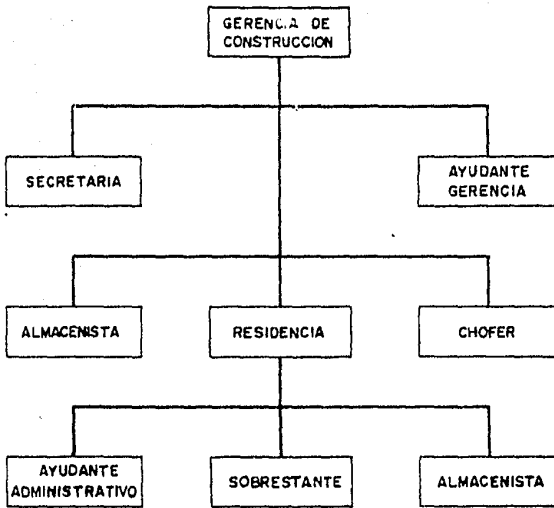 GERENCIA DE
CONSTRUCCION
SECRETARIA
AYUDANTE
GERENCIA
ALMACENISTA
RESIDENCIA
CHOFER
AYUDANTE
ADMINISTRATIVO
SOBRESTANTE
ALMACENISTA